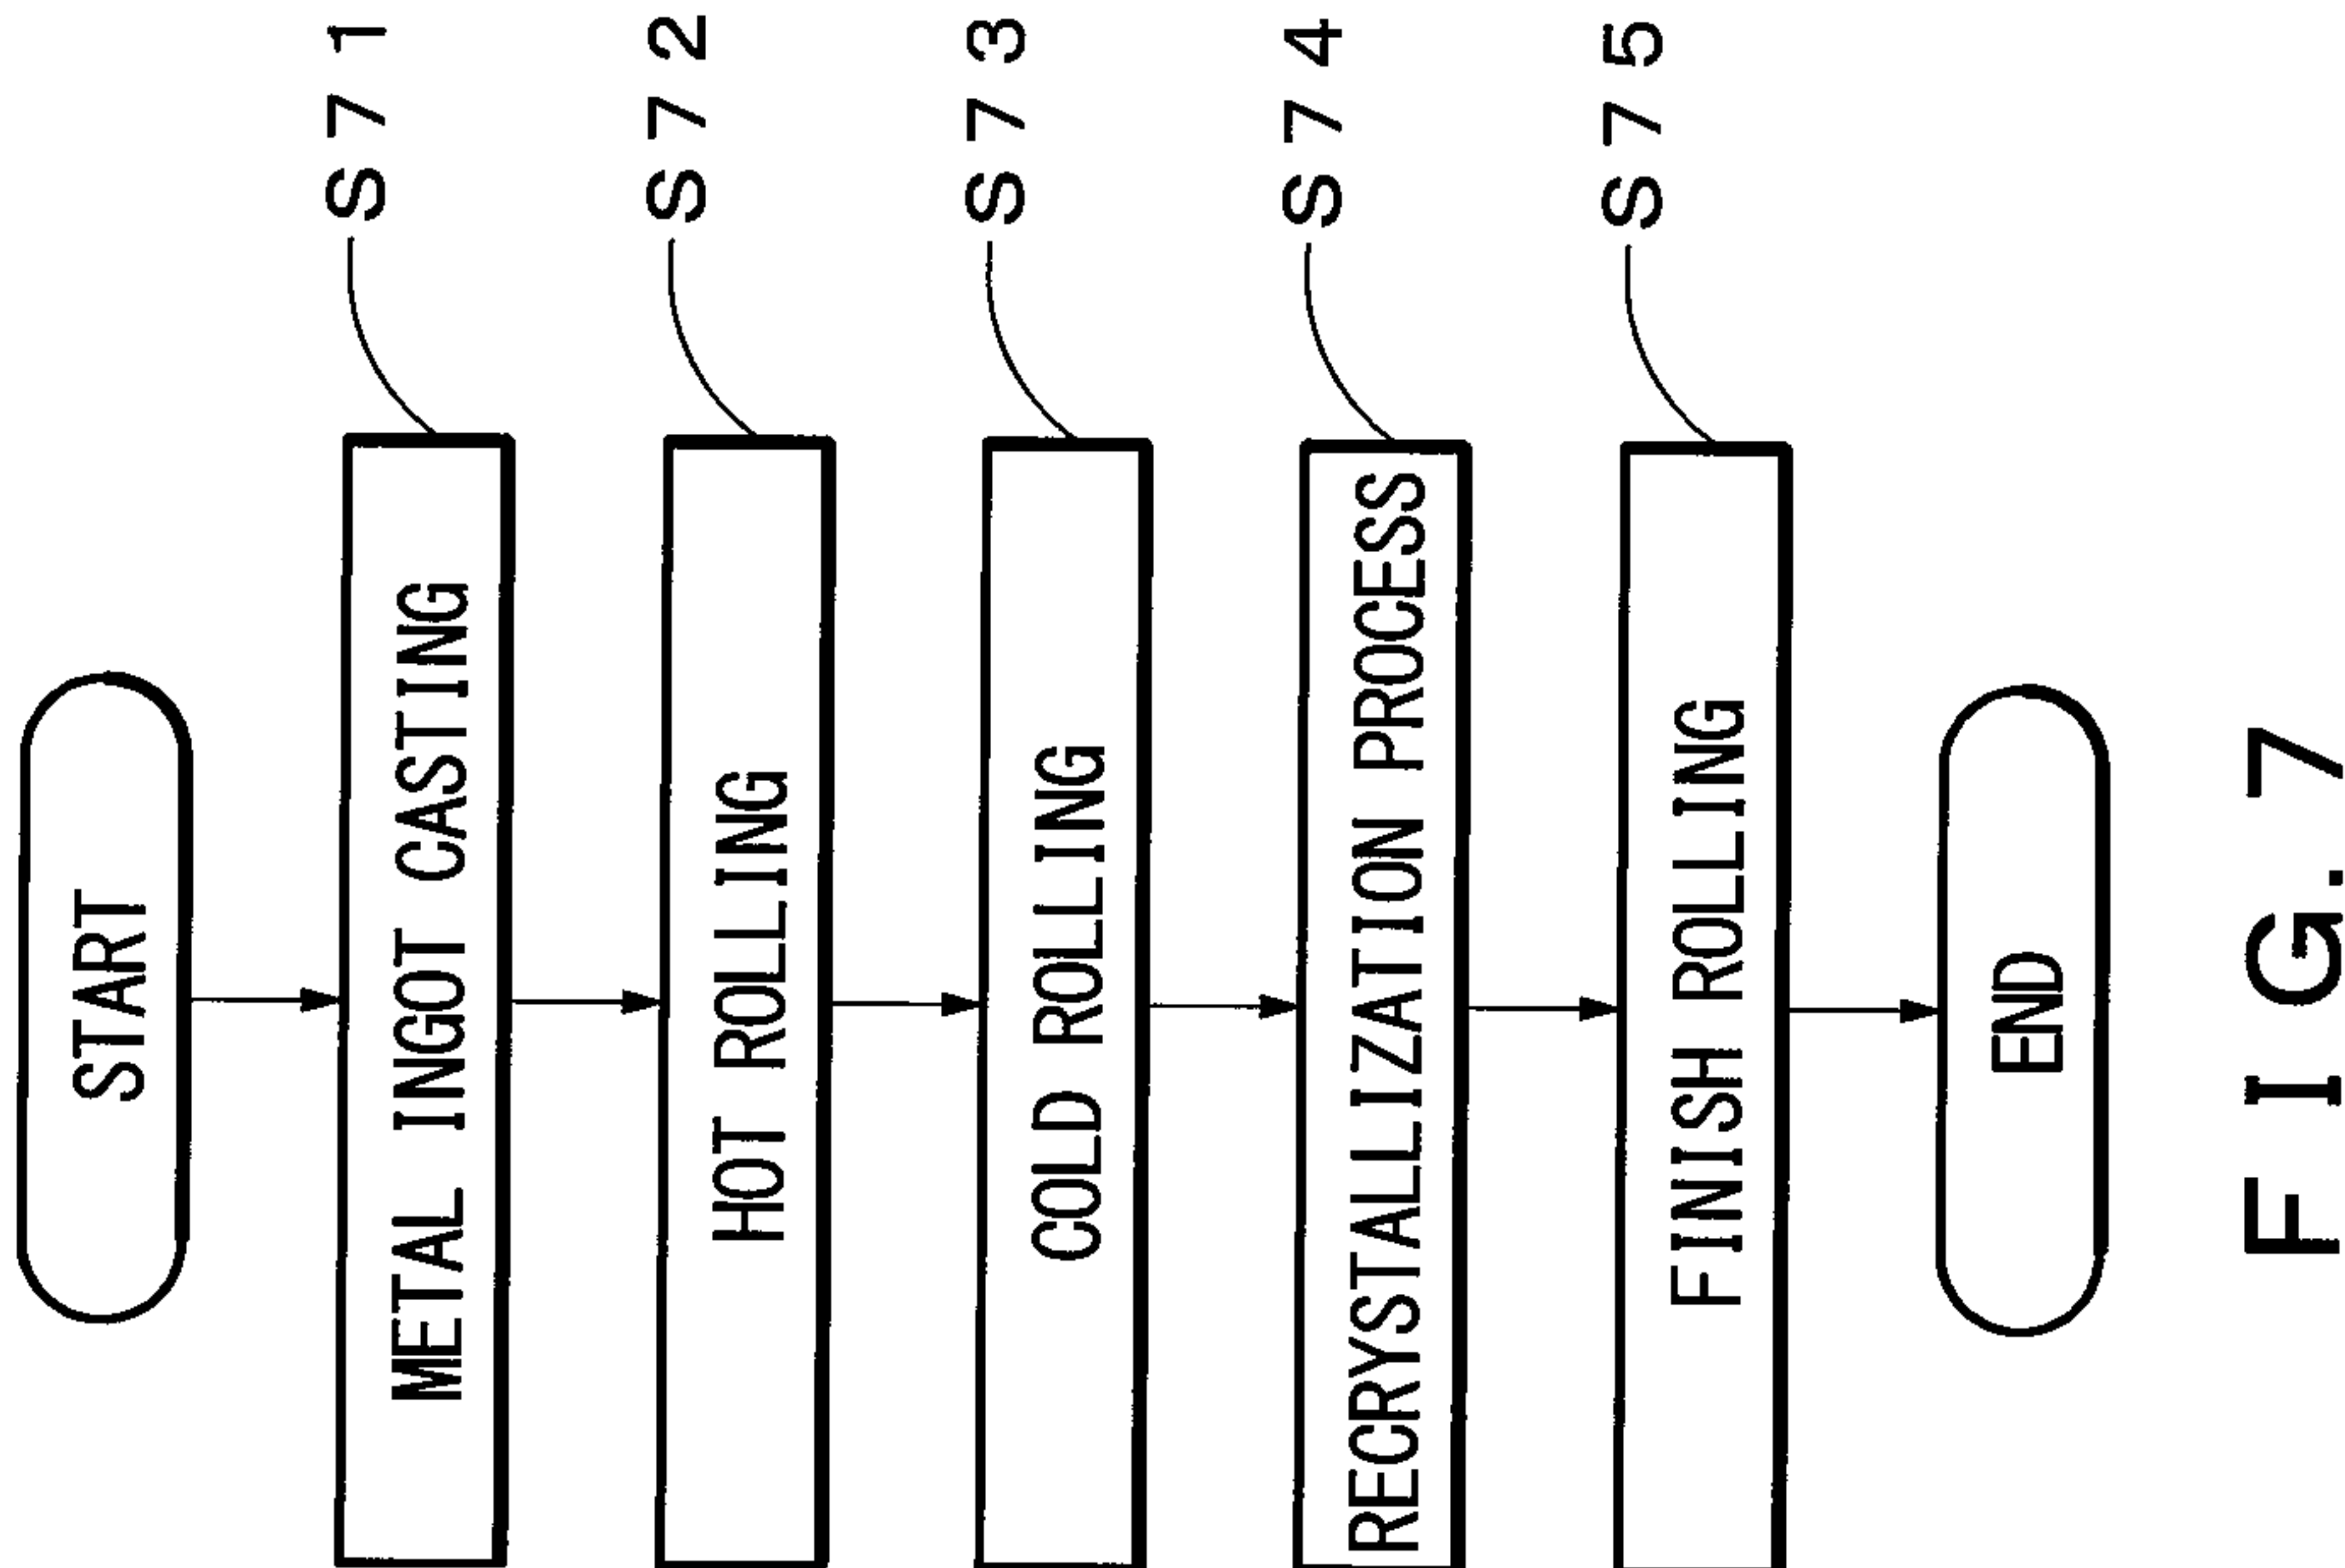 START
METAL INGOT CASTING S71
HOT ROLLING S72
COLD ROLLING S73
RECRYSTALLIZATION PROCESS S74
FINISH ROLLING S75
END
FIG. 7